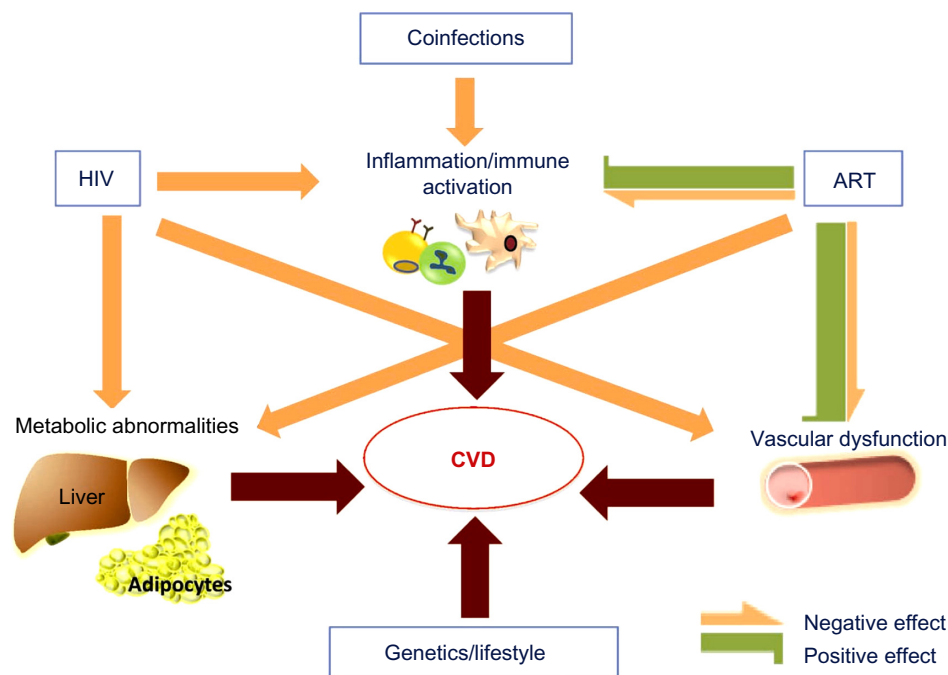 Coinfections
Inflammation/immune
activation
HIV
ART
Metabolic abnormalities
Liver
Adipocytes
CVD
Vascular dysfunction
Genetics/lifestyle
Negative effect
Positive effect